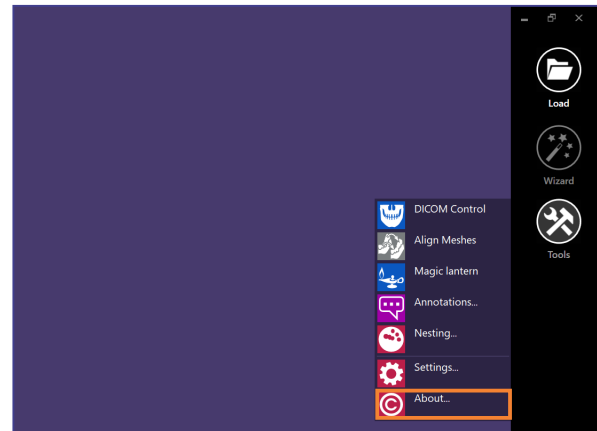 Load
Wizard
DICOM Control
Align Meshes
Tools
Magic lantern
Annotations...
Nesting...
Settings...
About...